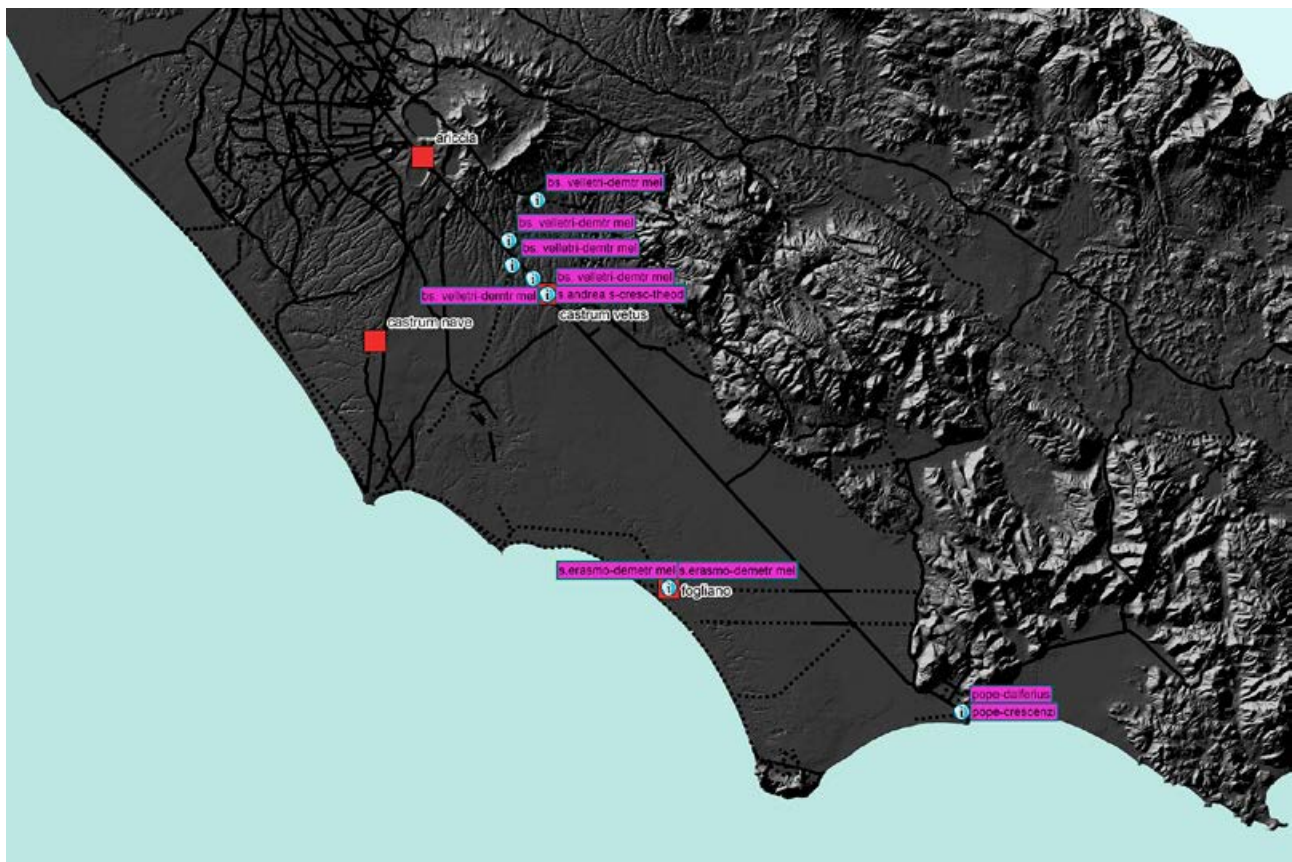 ariccia
bs. velletri-demtr mel
bs. velletri-demtr mel
bs. velletri-demtr mel
bs. velletri-demtr mel
bs. velletri-demtr mel
s.andrea s-cresc-theod
castrum vetus
castrum nave
s.erasmo-demetr mel
s.erasmo-demetr mel
fogliano
pope-daiferius
pope-crescenzi